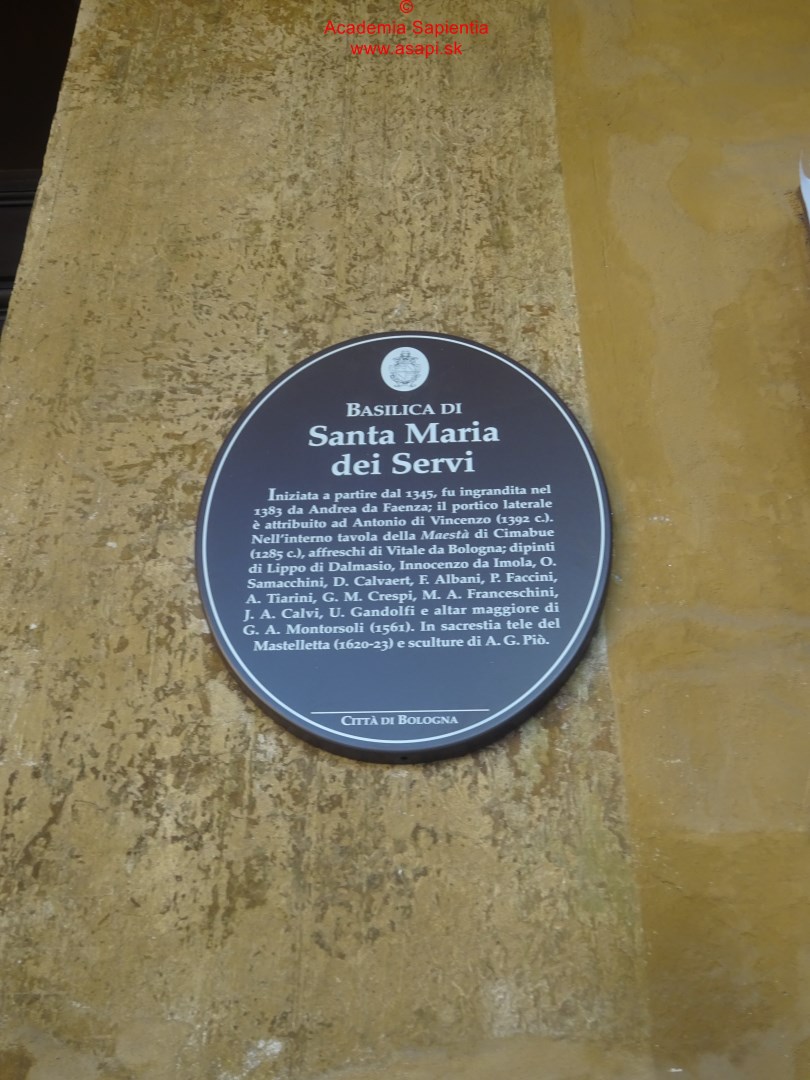 ©
Academia Sapientia
www.asapi.sk
BASILICA DI
Santa Maria
dei Servi
Iniziata a partire dal 1345, fu ingrandita nel
1383 da Andrea da Faenza; il portico laterale
è attribuito ad Antonio di Vincenzo (1392 c.).
Nell'interno tavola della Maestà di Cimabue
(1285 c.), affreschi di Vitale da Bologna; dipinti
di Lippo di Dalmasio, Innocenzo da Imola, O.
Samacchini, D. Calvaert, F. Albani, P. Faccini,
A. Tiarini, G. M. Crespi, M. A. Franceschini,
J. A. Calvi, U. Gandolfi e altar maggiore di
G. A. Montorsoli (1561). In sacrestia tele del
Mastelletta (1620-23) e sculture di A. G. Piò.
CITTÀ DI BOLOGNA